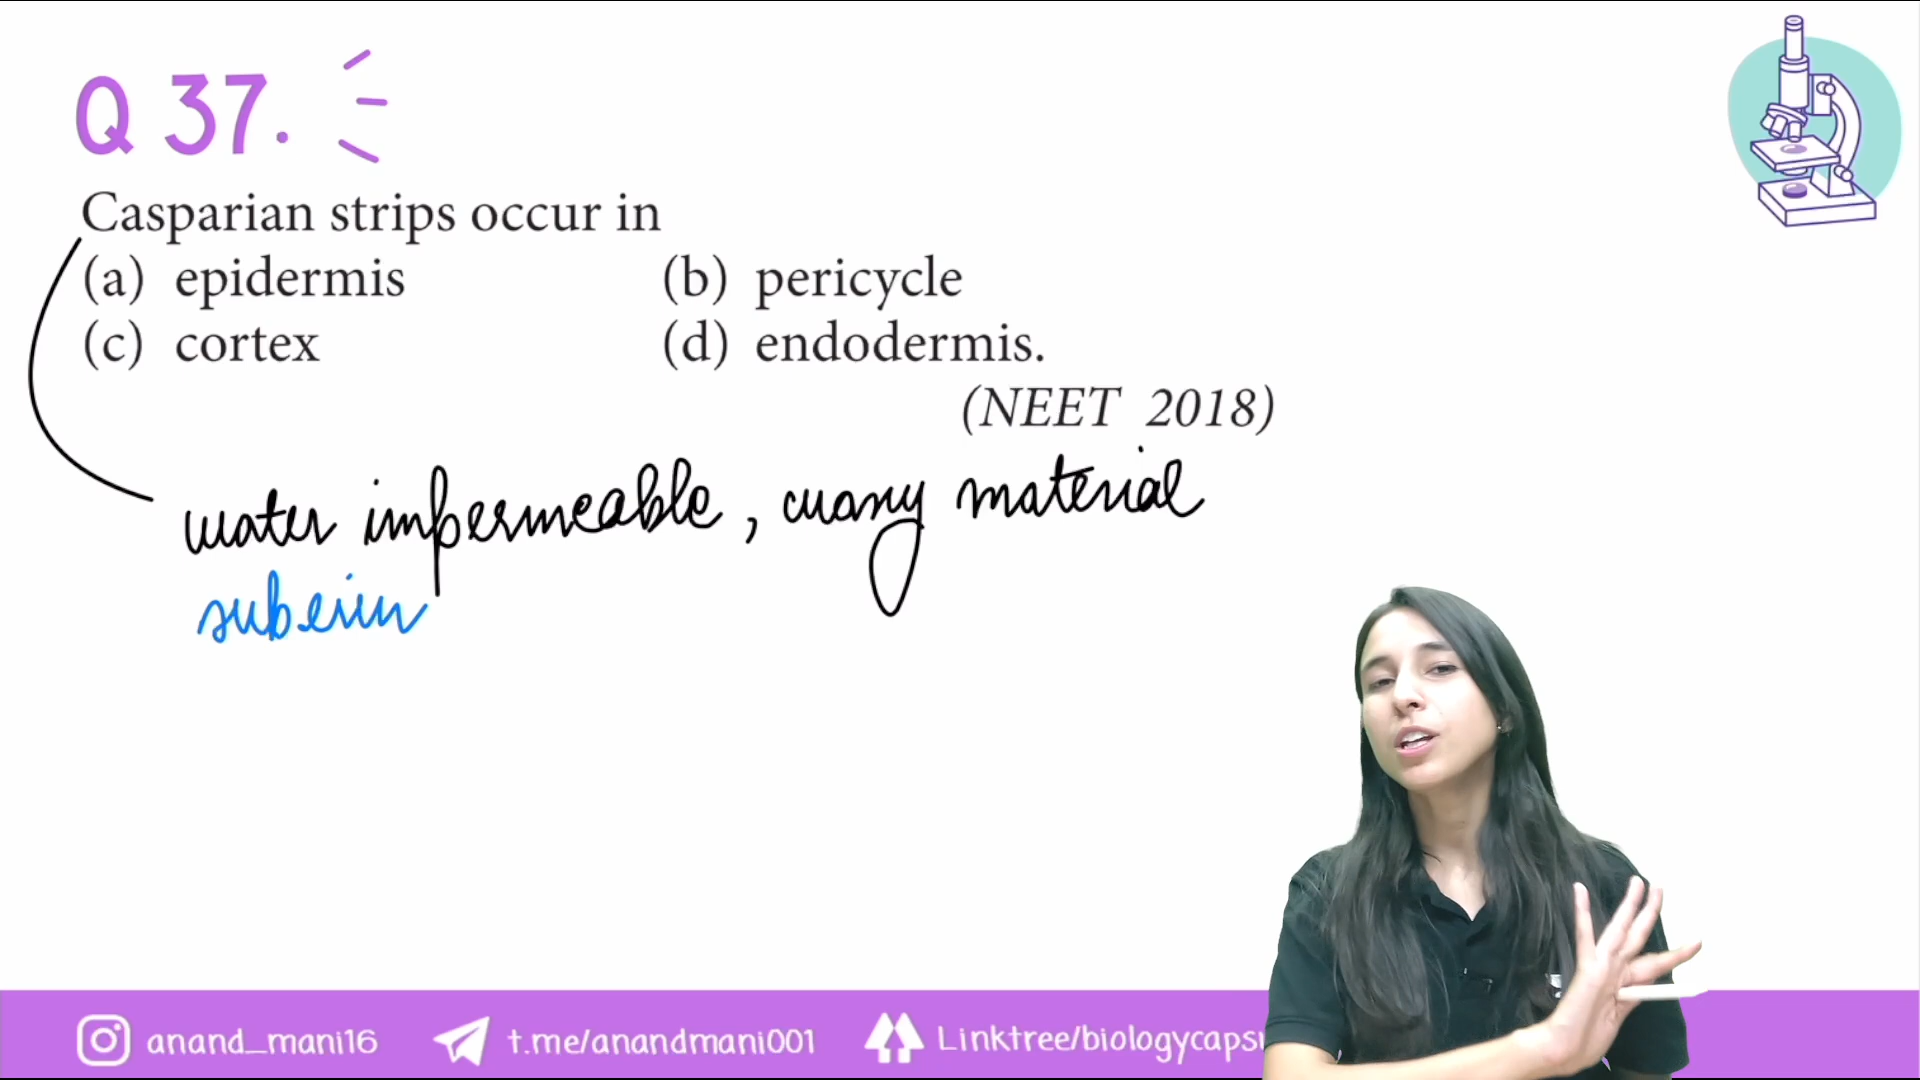 Q 37.
Casparian strips occur in
(a) epidermis (b) pericycle
(c) cortex (d) endodermis.
(NEET 2018)
water impermeable, waxy material
suberin
anand_mani16 t.me/anandmani001 Linktree/biologycapsu